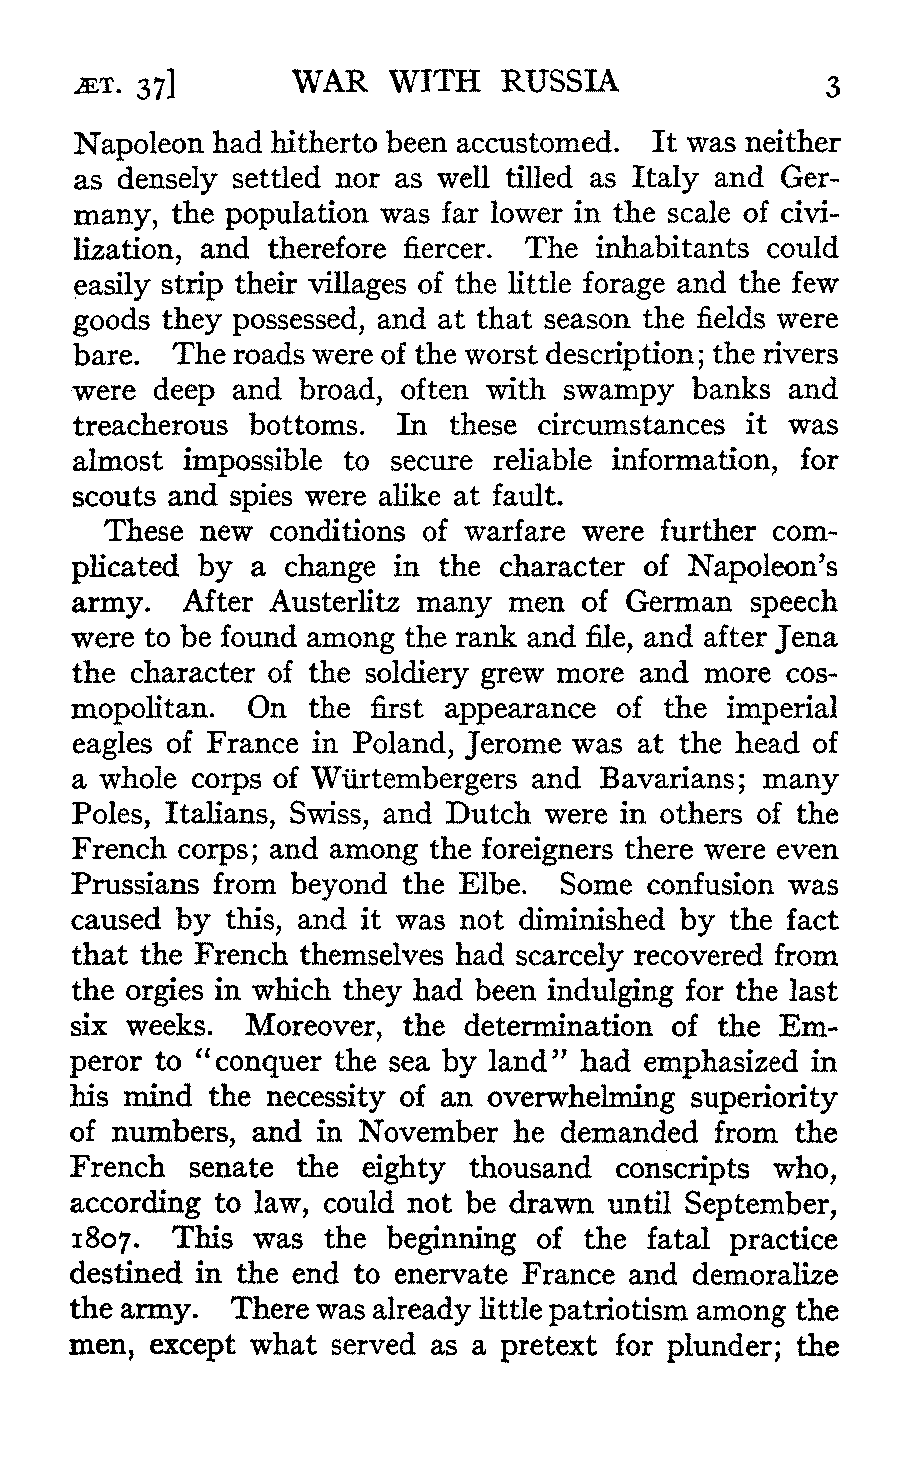 ÆT. 37] WAR WITH RUSSIA 3
Napoleon had hitherto been accustomed. It was neither
as densely settled nor as well tilled as Italy and Ger-
many, the population was far lower in the scale of civi-
lization, and therefore fiercer. The inhabitants could
easily strip their villages of the little forage and the few
goods they possessed, and at that season the fields were
bare. The roads were of the worst description; the rivers
were deep and broad, often with swampy banks and
treacherous bottoms. In these circumstances it was
almost impossible to secure reliable information, for
scouts and spies were alike at fault.
These new conditions of warfare were further com-
plicated by a change in the character of Napoleon's
army. After Austerlitz many men of German speech
were to be found among the rank and file, and after Jena
the character of the soldiery grew more and more cos-
mopolitan. On the first appearance of the imperial
eagles of France in Poland, Jerome was at the head of
a whole corps of Würtembergers and Bavarians; many
Poles, Italians, Swiss, and Dutch were in others of the
French corps; and among the foreigners there were even
Prussians from beyond the Elbe. Some confusion was
caused by this, and it was not diminished by the fact
that the French themselves had scarcely recovered from
the orgies in which they had been indulging for the last
six weeks. Moreover, the determination of the Em-
peror to "conquer the sea by land" had emphasized in
his mind the necessity of an overwhelming superiority
of numbers, and in November he demanded from the
French senate the eighty thousand conscripts who,
according to law, could not be drawn until September,
1807. This was the beginning of the fatal practice
destined in the end to enervate France and demoralize
the army. There was already little patriotism among the
men, except what served as a pretext for plunder; the